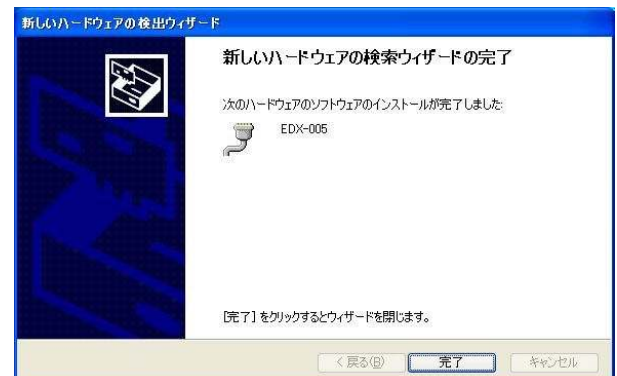 新しいハードウェアの検出ウィザード
新しいハードウェアの検索ウィザードの完了
次のハードウェアのソフトウェアのインストールが完了しました:
EDX-005
[完了] をクリックするとウィザードを閉じます。
< 戻る(B)
完了
キャンセル